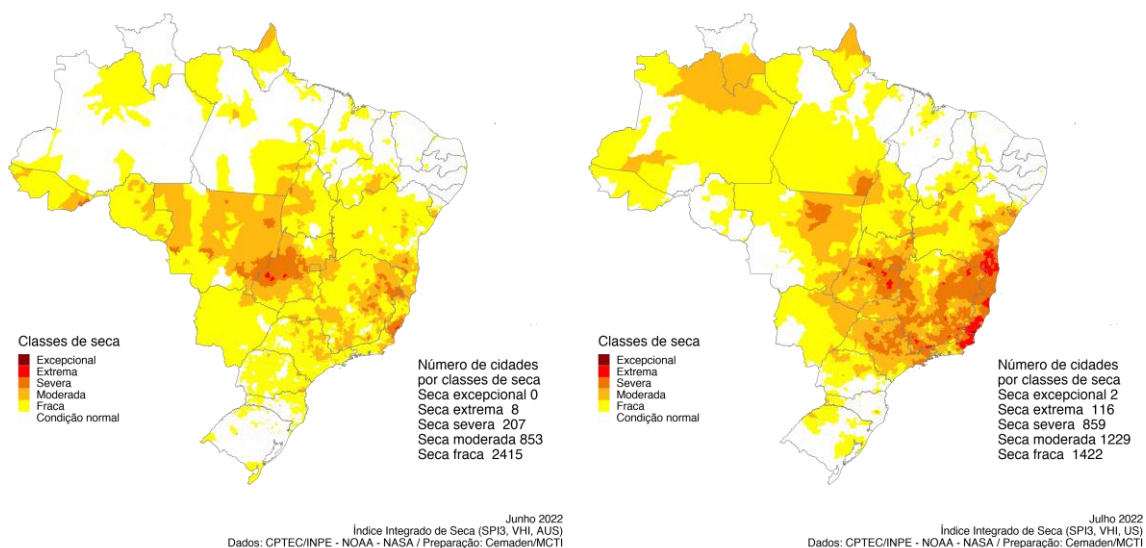 Classes de seca
Excepcional
Extrema
Severa
Moderada
Fraca
Condição normal
Número de cidades
por classes de seca
Seca excepcional 0
Seca extrema 8
Seca severa 207
Seca moderada 853
Seca fraca 2415
Junho 2022
Índice Integrado de Seca (SPI3, VHI, AUS)
Dados: CPTEC/INPE - NOAA - NASA / Preparação: Cemaden/MCTI
Classes de seca
Excepcional
Extrema
Severa
Moderada
Fraca
Condição normal
Número de cidades
por classes de seca
Seca excepcional 2
Seca extrema 116
Seca severa 859
Seca moderada 1229
Seca fraca 1422
Julho 2022
Índice Integrado de Seca (SPI3, VHI, US)
Dados: CPTEC/INPE - NOAA - NASA / Preparação: Cemaden/MCTI